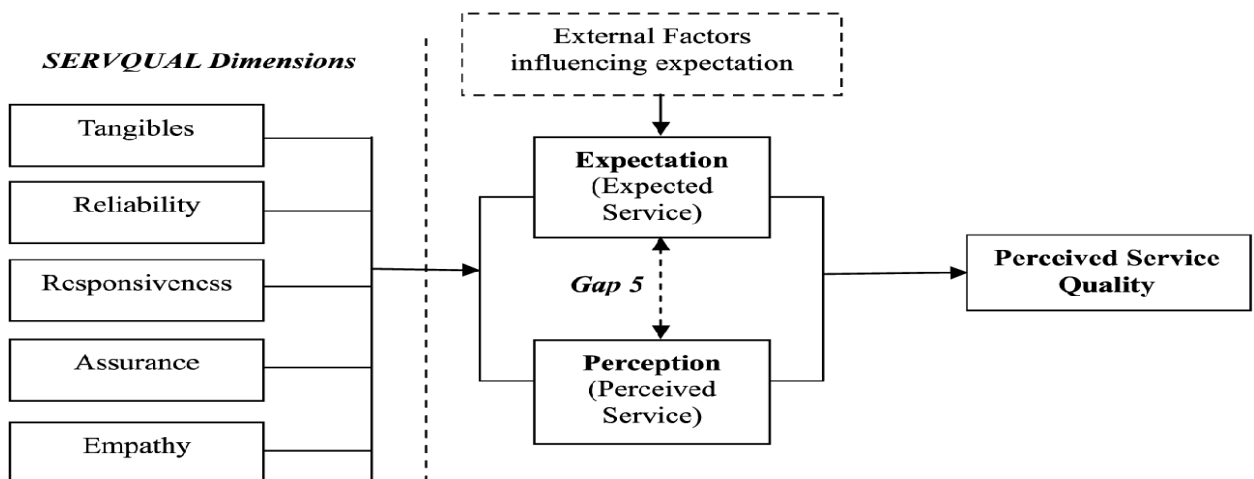 SERVQUAL Dimensions
Tangibles
Reliability
Responsiveness
Assurance
Empathy
External Factors
influencing expectation
Expectation
(Expected
Service)
Gap 5
Perception
(Perceived
Service)
Perceived Service
Quality